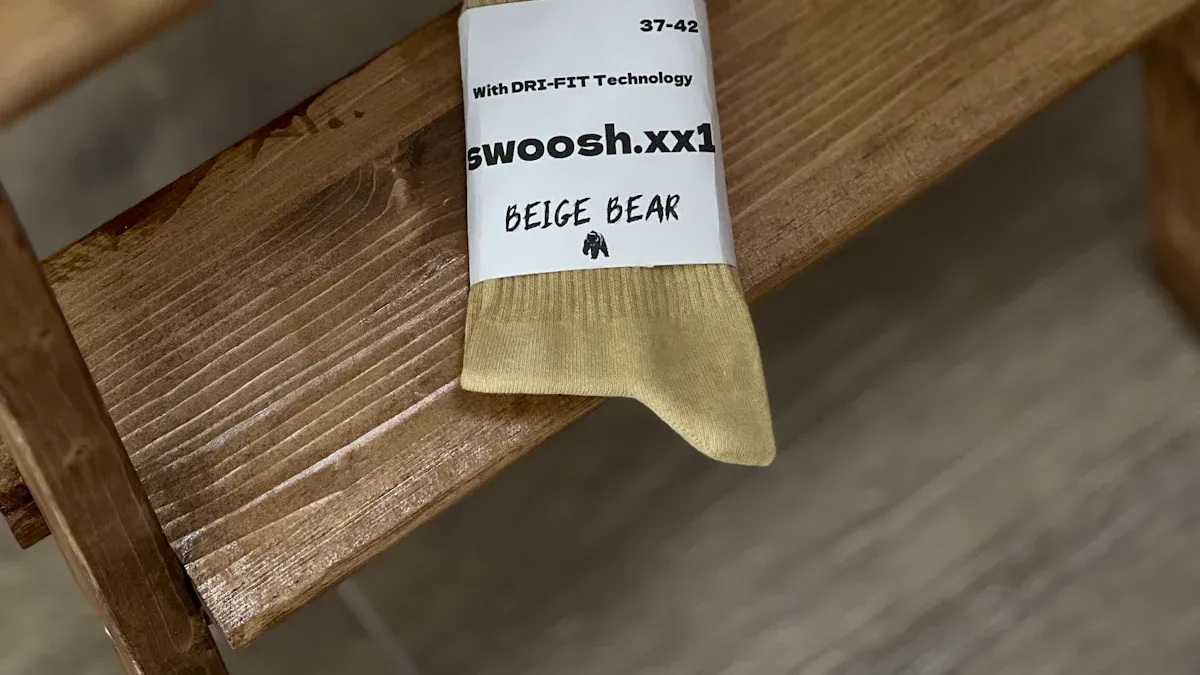 37-42
With DRI-FIT Technology
swoosh.xx1
BEIGE BEAR